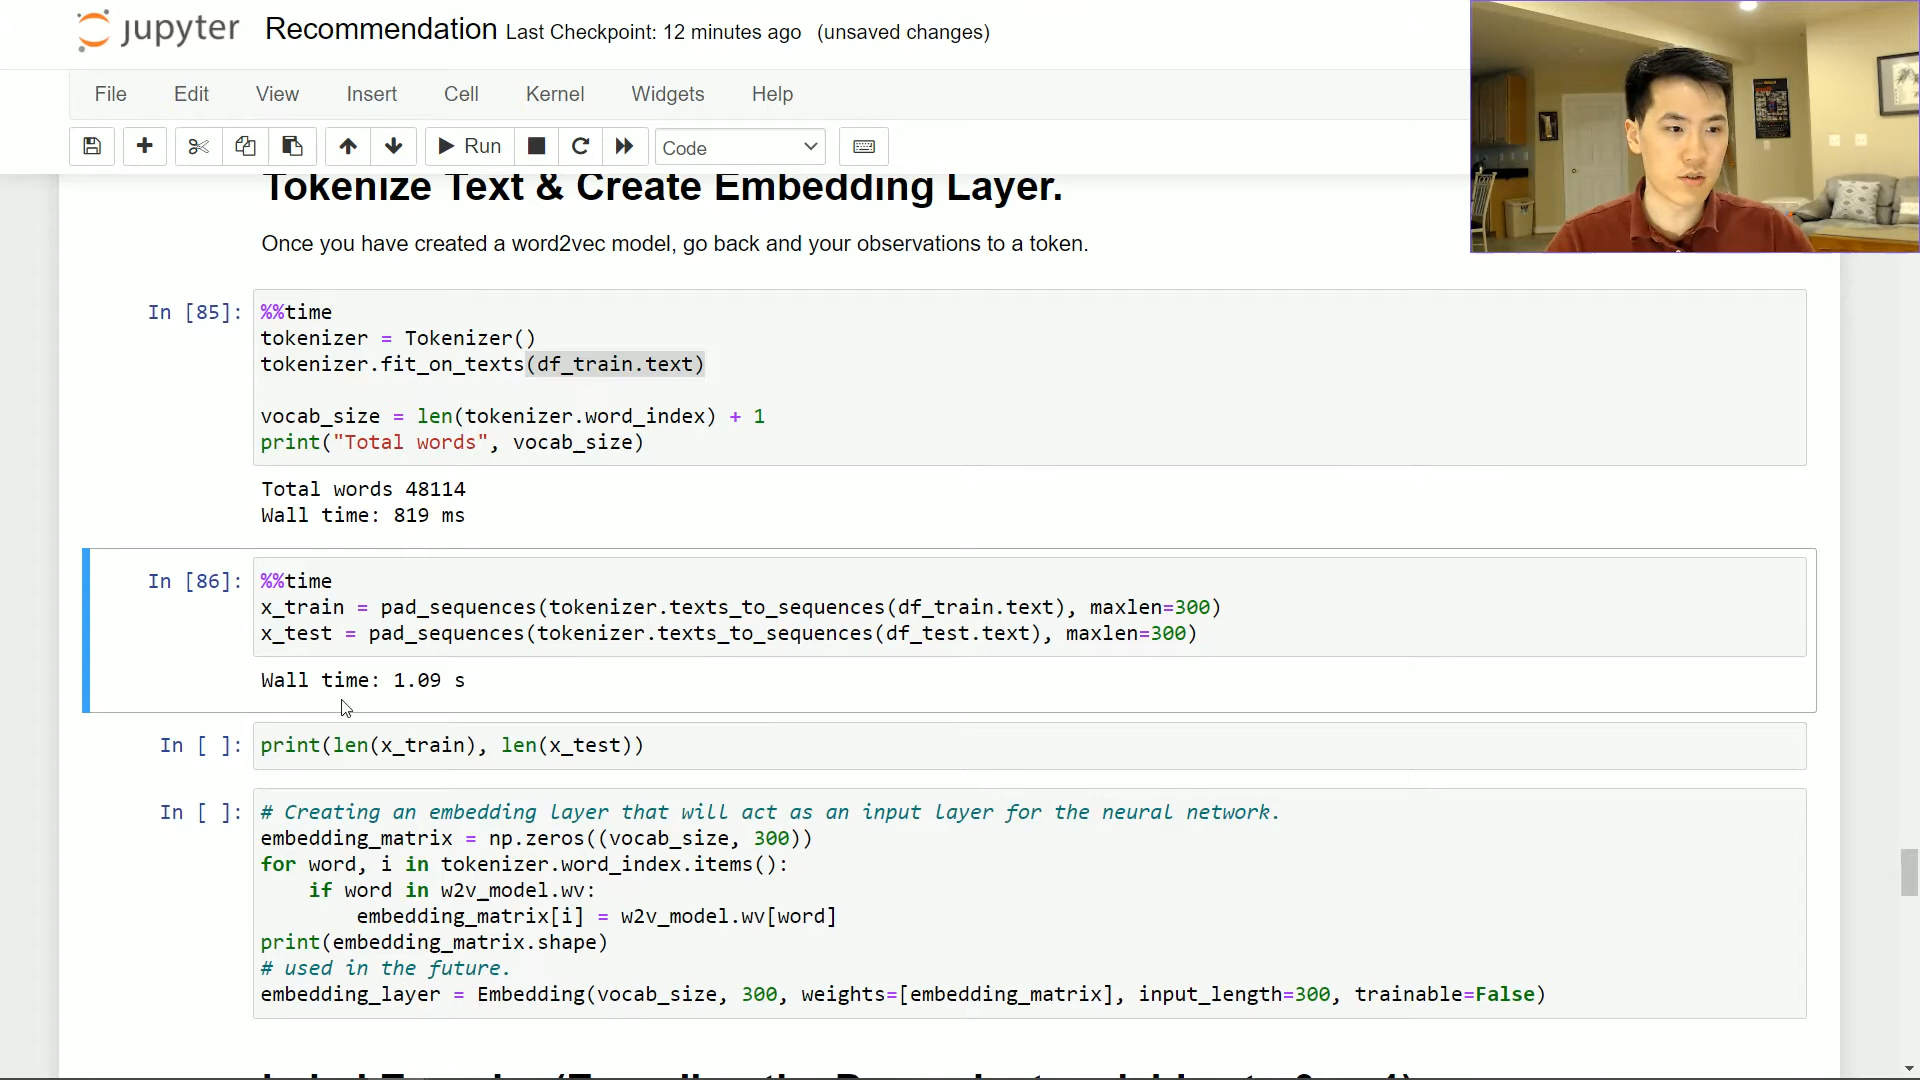 jupyter Recommendation Last Checkpoint: 12 minutes ago (unsaved changes)
File Edit View Insert Cell Kernel Widgets Help
Run Code
Tokenize Text & Create Embedding Layer.
Once you have created a word2vec model, go back and your observations to a token.
In [85]: %%time
tokenizer = Tokenizer()
tokenizer.fit_on_texts(df_train.text)
vocab_size = len(tokenizer.word_index) + 1
print("Total words", vocab_size)
Total words 48114
Wall time: 819 ms
In [86]: %%time
x_train = pad_sequences(tokenizer.texts_to_sequences(df_train.text), maxlen=300)
x_test = pad_sequences(tokenizer.texts_to_sequences(df_test.text), maxlen=300)
Wall time: 1.09 s
In [ ]: print(len(x_train), len(x_test))
In [ ]: # Creating an embedding layer that will act as an input layer for the neural network.
embedding_matrix = np.zeros((vocab_size, 300))
for word, i in tokenizer.word_index.items():
    if word in w2v_model.wv:
        embedding_matrix[i] = w2v_model.wv[word]
print(embedding_matrix.shape)
# used in the future.
embedding_layer = Embedding(vocab_size, 300, weights=[embedding_matrix], input_length=300, trainable=False)